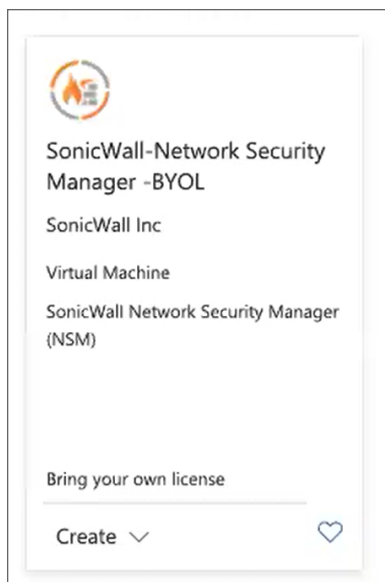 SonicWall-Network Security
Manager -BYOL
SonicWall Inc
Virtual Machine
SonicWall Network Security Manager
(NSM)
Bring your own license
Create